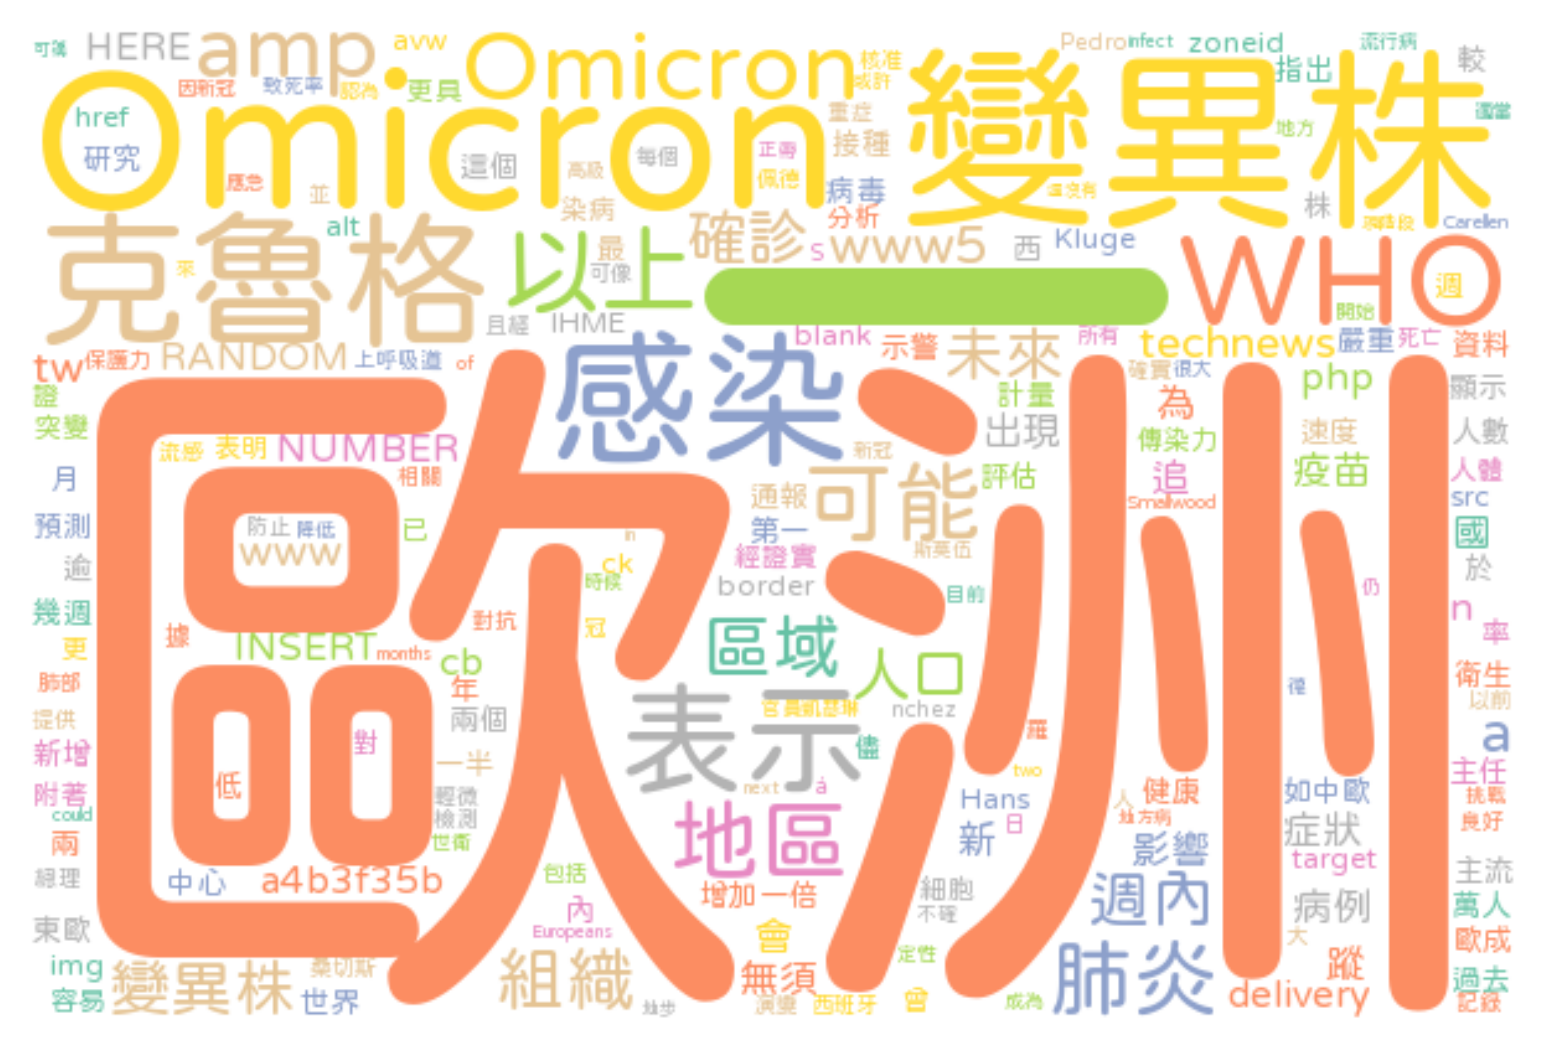 可謂 HERE amp avw Omicron 核准 Pedro infect zoneid 流行病 較
因新冠 致死率 認為 更具 或許 指出
href Omicron 變異株
研究 這個 高級 每個 重症 接種 正帶 地方
應急 並 染病 佩德 病毒 還沒有 株
克魯格 alt 以上 最 確診 s www5 分析 西 Kluge WHO Carellen
來 可像 一 週
且經 IHME blank 示警 未來 所有 technews 開始 嚴重 死亡 資料
tw 保護力 RANDOM 上呼吸道 of 感染 確實 很大 php 顯示
證 歐洲 計量 為
突變 流感 表明 NUMBER 新冠 出現 傳染力 速度 人數
月 相關 通報 可能 評估 追 疫苗 人體
預測 防止 降低 已 第一 Smallwood src
www in 經證實 斯英伍 國
逾 ck 時候 border 目前 於
幾週 對抗 冠 仍 n
更 據 INSERT months cb 區域 人口 率
肺部 年 衛生
提供 兩個 表示 官員凱瑟琳 nchez 以前
新增 對 一半 儘 羅 a
附著 低 輕微 next à two 主任
could 檢測 Hans 人 健康 如中歐 挑戰
兩 世衛 地區 新 日 地方病 症狀 良好
總理 中心 a4b3f35b 包括 增加一倍 細胞 影響 target 主流
東歐 內 不確 週內 病例 萬人
Europeans 會 大 歐成
img 變異株 桑切斯 組織 無須 定性 肺炎 蹤 過去
容易 世界 演變 西班牙 會 成為 delivery 記錄